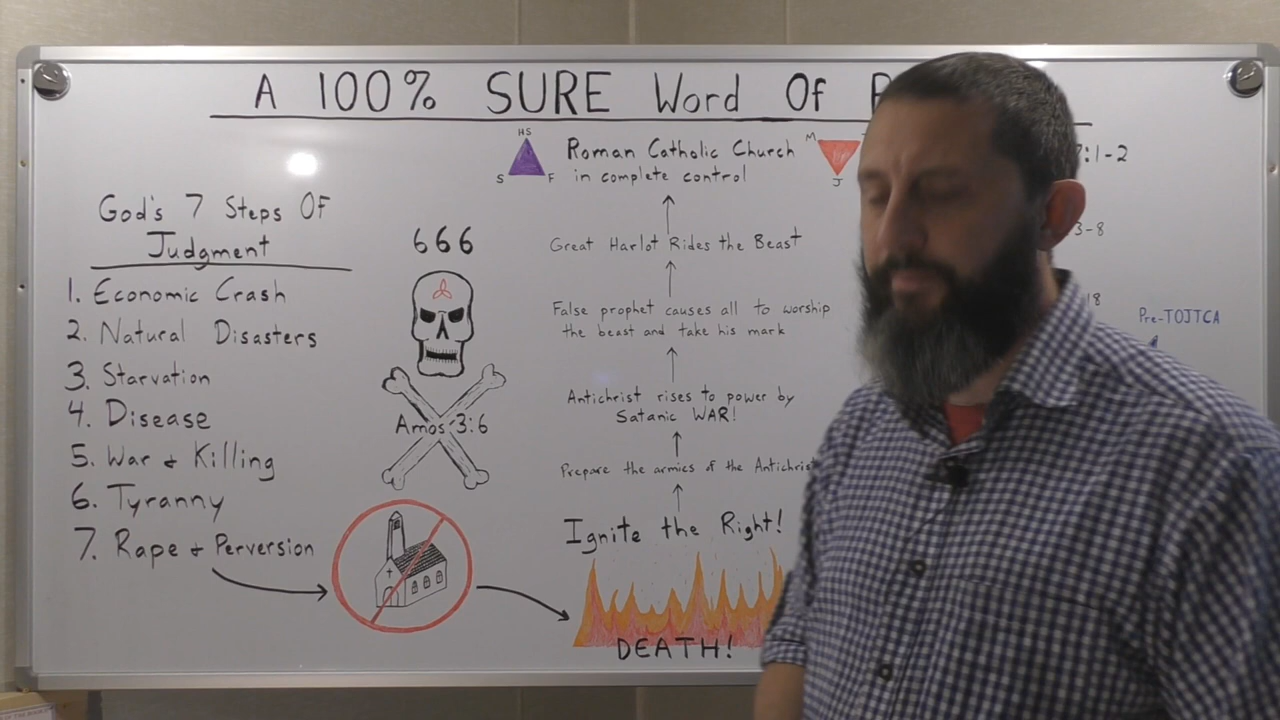 A 100% SURE Word Of
God's 7 Steps OF
Judgment
1. Economic Crash
2. Natural Disasters
3. Starvation
4. Disease
5. War & Killing
6. Tyranny
7. Rape & Perversion
666
Amos 3:6
HS
S F
Roman Catholic Church
in complete control
M
J
Great Harlot Rides the Beast
False prophet causes all to worship
the beast and take his mark
Antichrist rises to power by
Satanic WAR!
Prepare the armies of the Antichrist
Ignite the Right!
DEATH!
:1-2
3-8
18
Pre-TOJTCA